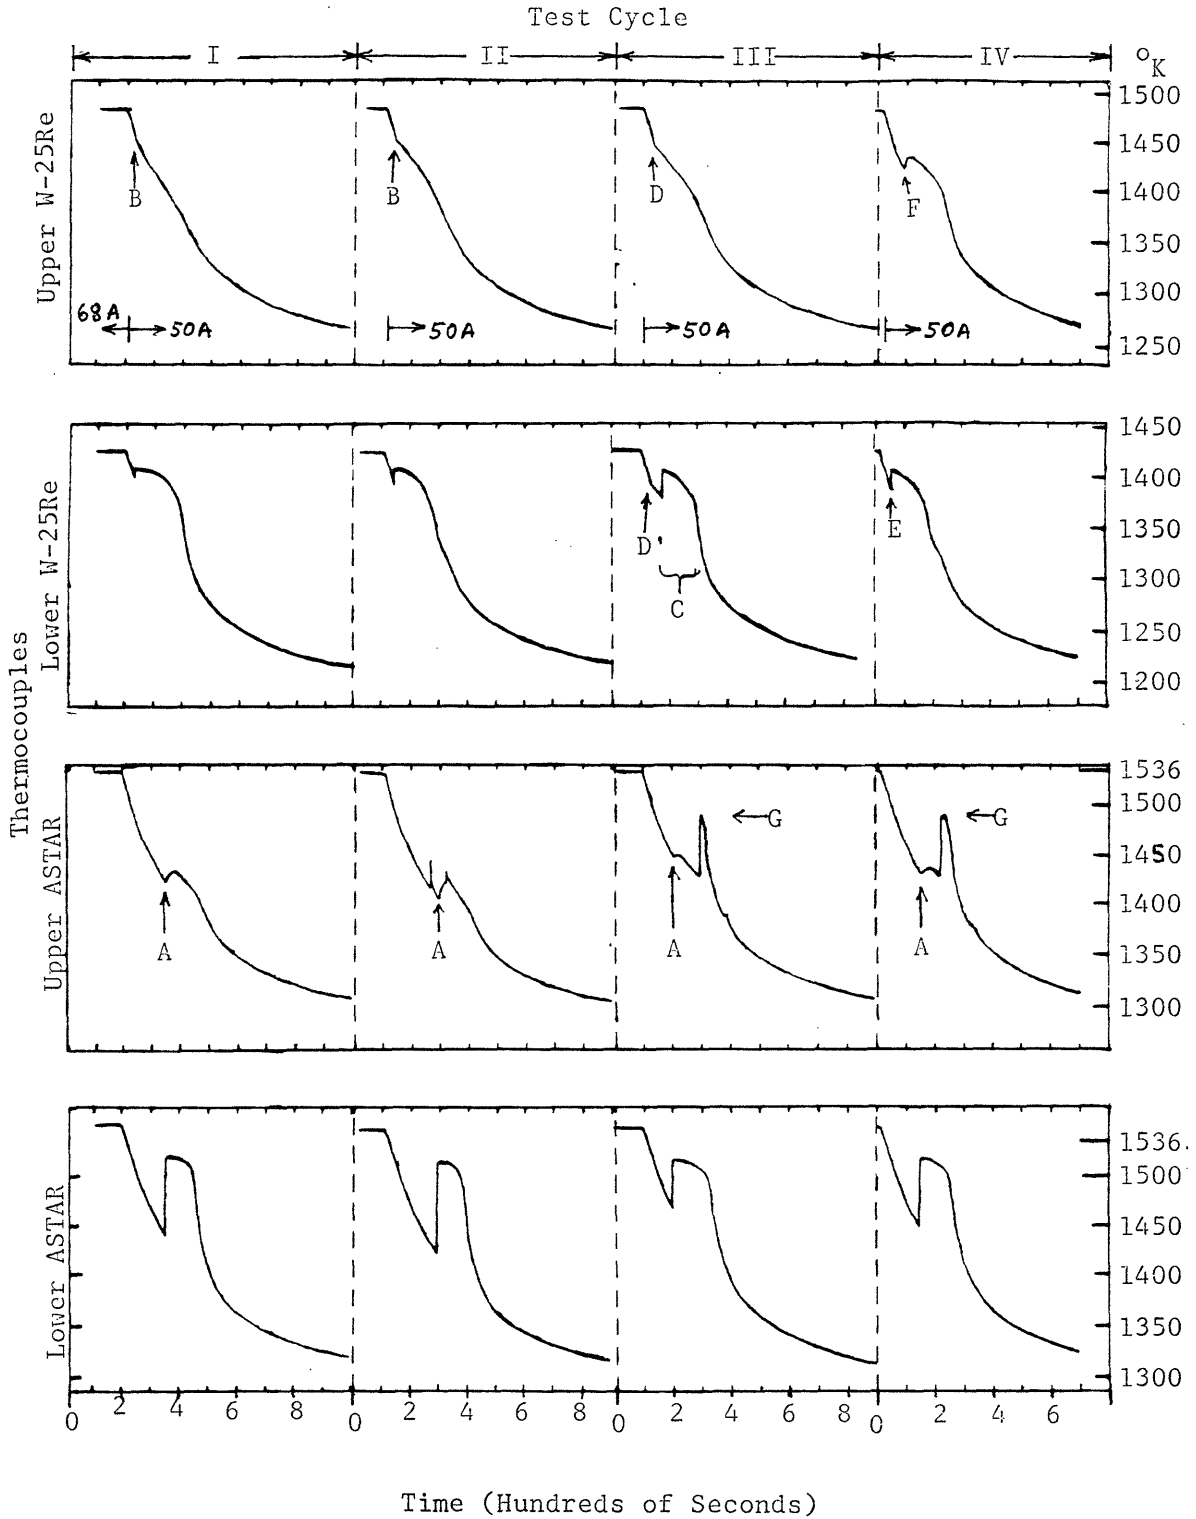 Test Cycle
I II III IV °K
Upper W-25Re
1500
1450
1400
1350
1300
1250
B B D F
68A 50A 50A 50A 50A
Thermocouples
Lower W-25Re
1450
1400
1350
1300
1250
1200
D C E
Upper ASTAR
1536
1500
1450
1400
1350
1300
A A A G A G
Lower ASTAR
1536.
1500
1450
1400
1350
1300
0 2 4 6 8 0 2 4 6 8 0 2 4 8 0 2 4 6
Time (Hundreds of Seconds)